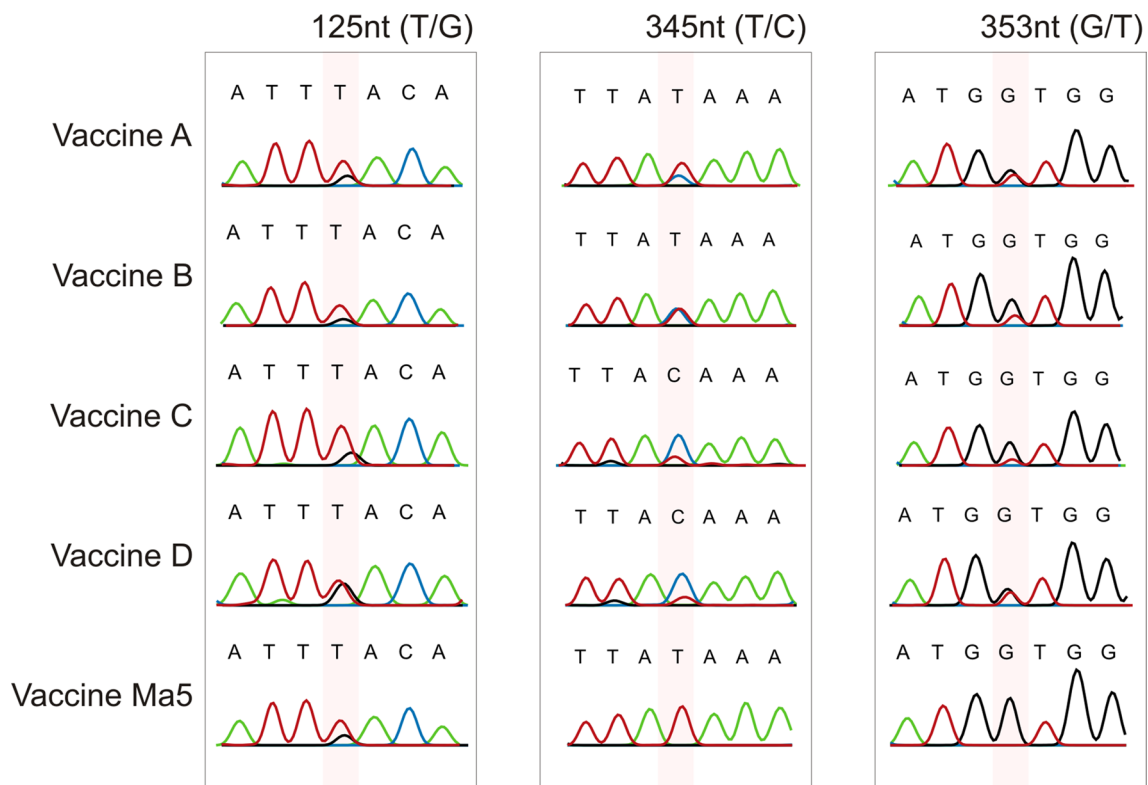 125nt (T/G) 345nt (T/C) 353nt (G/T)
Vaccine A
A T T T A C A
T T A T A A A
A T G G T G G
Vaccine B
A T T T A C A
T T A T A A A
A T G G T G G
Vaccine C
A T T T A C A
T T A C A A A
A T G G T G G
Vaccine D
A T T T A C A
T T A C A A A
A T G G T G G
Vaccine Ma5
A T T T A C A
T T A T A A A
A T G G T G G